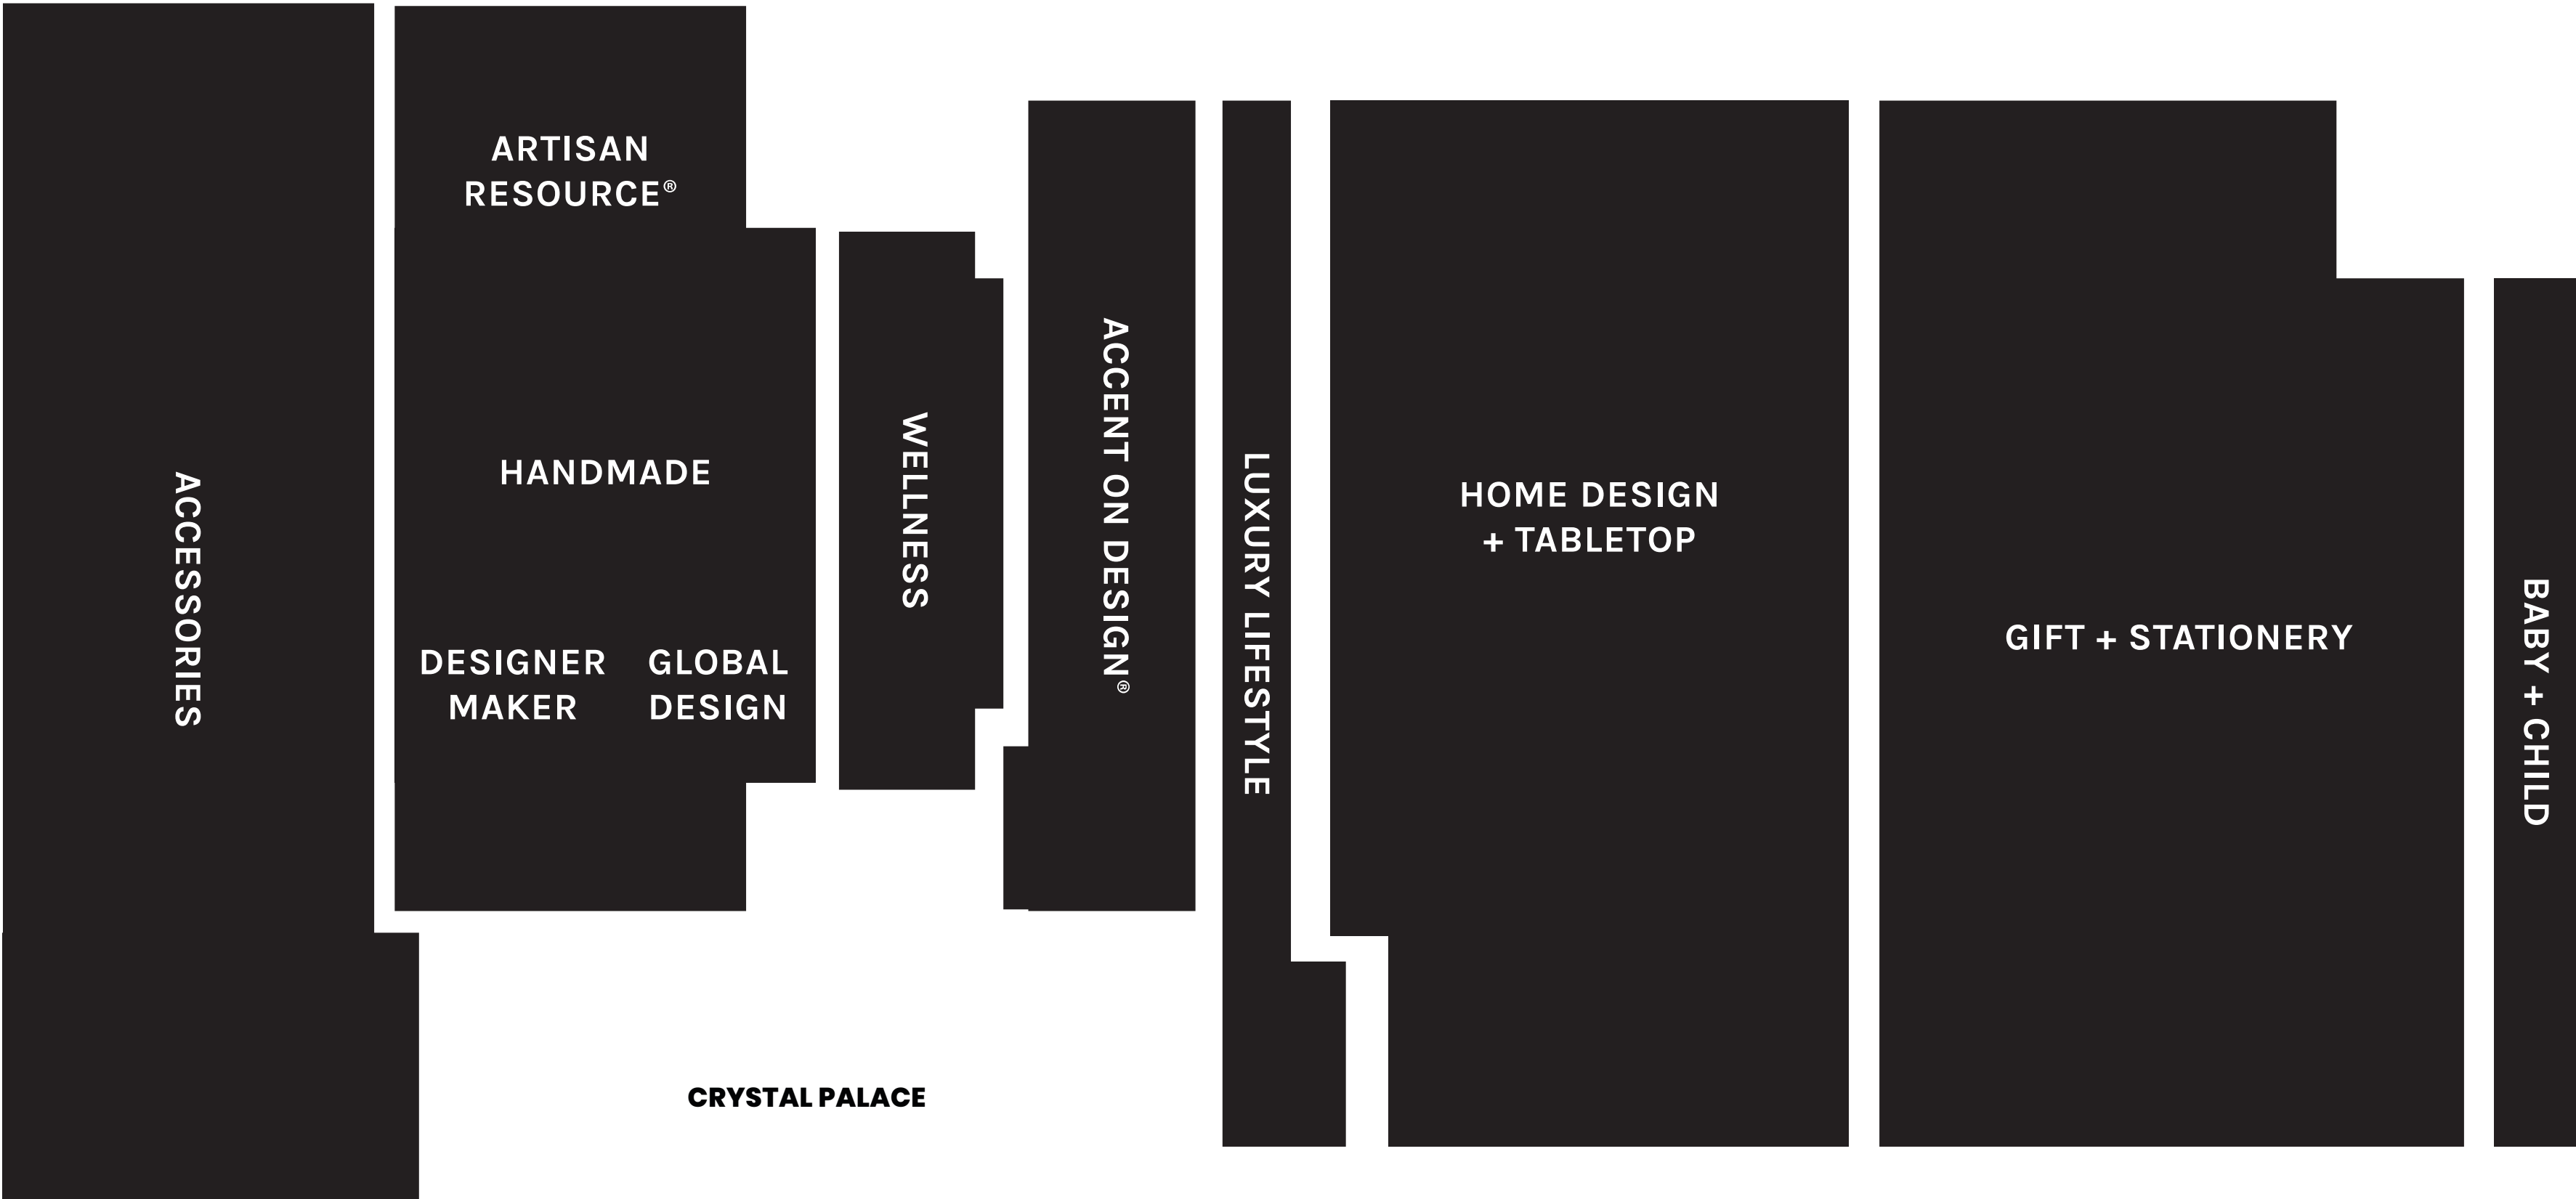 ACCESSORIES
ARTISAN
RESOURCE®
HANDMADE
DESIGNER
MAKER
GLOBAL
DESIGN
WELLNESS
ACCENT ON DESIGN®
LUXURY LIFESTYLE
HOME DESIGN
+ TABLETOP
GIFT + STATIONERY
BABY + CHILD
CRYSTAL PALACE